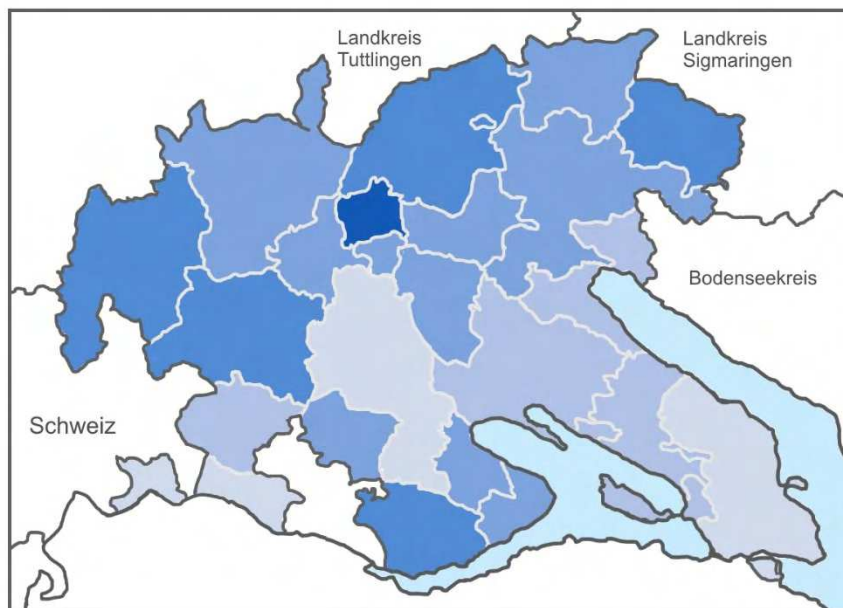 Landkreis
Tuttlingen
Landkreis
Sigmaringen
Bodenseekreis
Schweiz